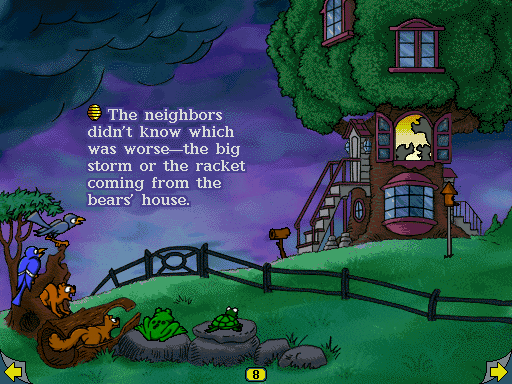 The neighbors
didn't know which
was worse—the big
storm or the racket
coming from the
bears' house.
8